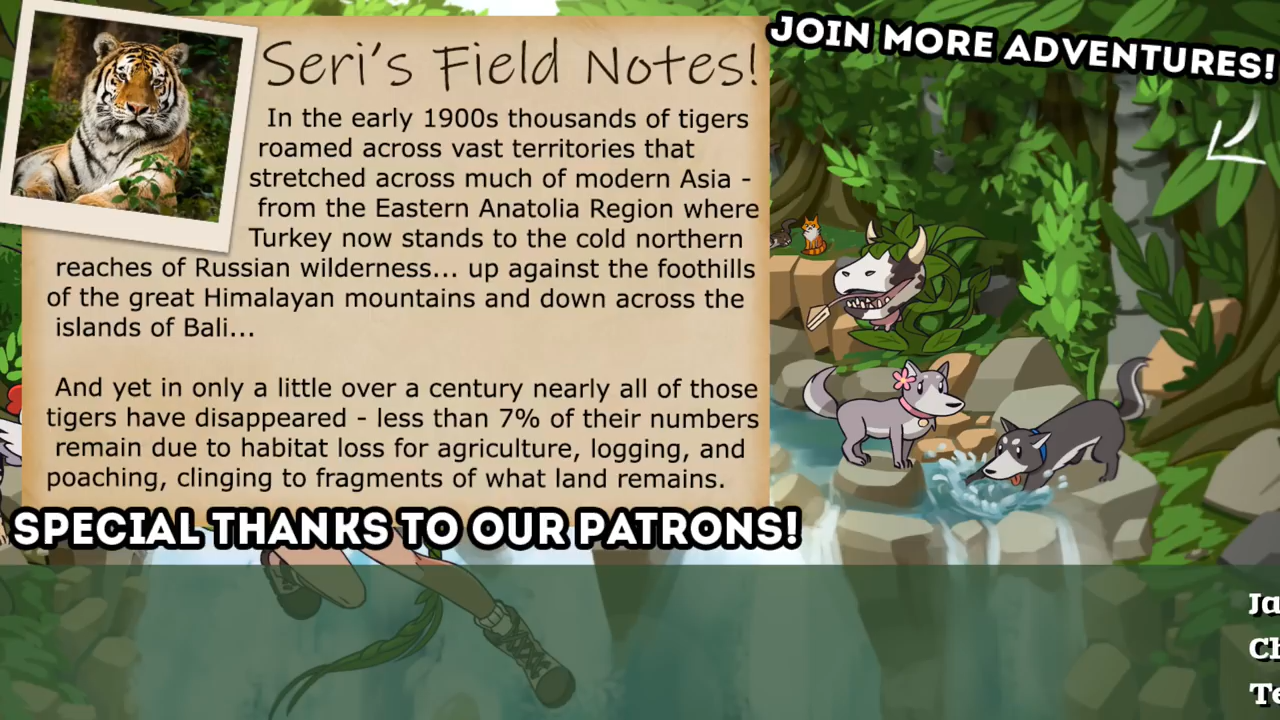 Seri's Field Notes!
JOIN MORE ADVENTURES!
In the early 1900s thousands of tigers
roamed across vast territories that
stretched across much of modern Asia -
from the Eastern Anatolia Region where
Turkey now stands to the cold northern
reaches of Russian wilderness... up against the foothills
of the great Himalayan mountains and down across the
islands of Bali...
And yet in only a little over a century nearly all of those
tigers have disappeared - less than 7% of their numbers
remain due to habitat loss for agriculture, logging, and
poaching, clinging to fragments of what land remains.
SPECIAL THANKS TO OUR PATRONS!
Ja
Ch
Te